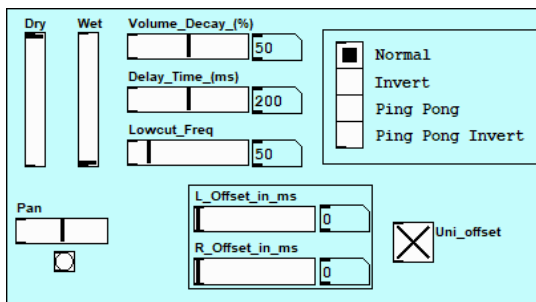 Dry
Wet
Volume_Decay_(%)
50
Delay_Time_(ms)
200
Lowcut_Freq
50
Normal
Invert
Ping Pong
Ping Pong Invert
Pan
L_Offset_in_ms
0
R_Offset_in_ms
0
Uni_offset